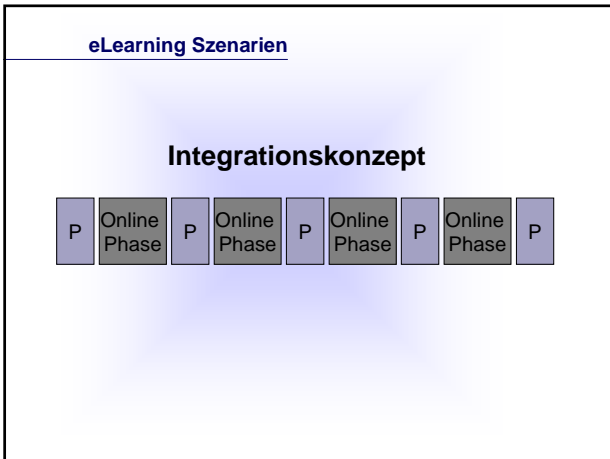 eLearning Szenarien
Integrationskonzept
P
Online
Phase
P
Online
Phase
P
Online
Phase
P
Online
Phase
P